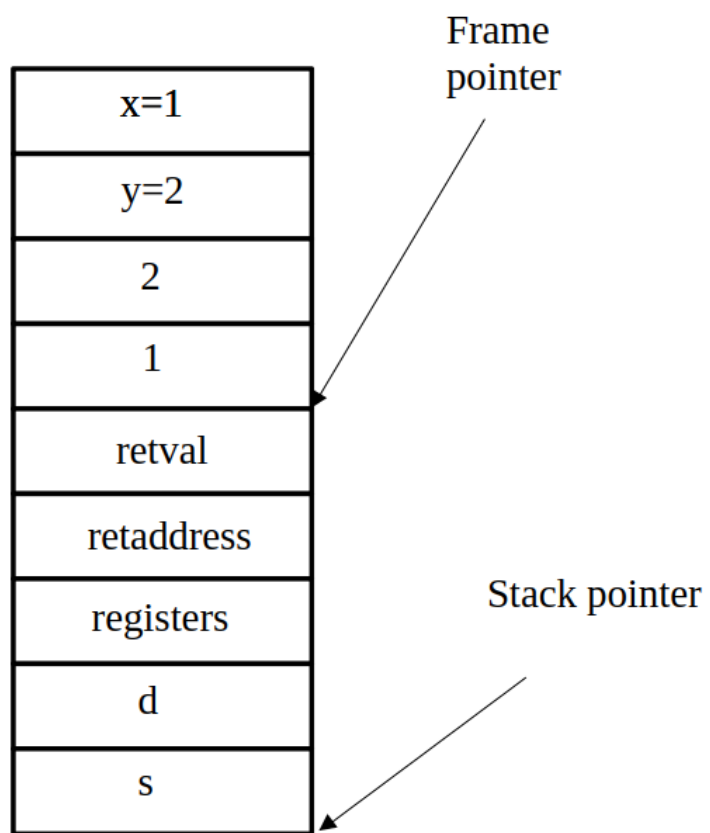 Frame
pointer
x=1
y=2
2
1
retval
retaddress
registers
Stack pointer
d
s